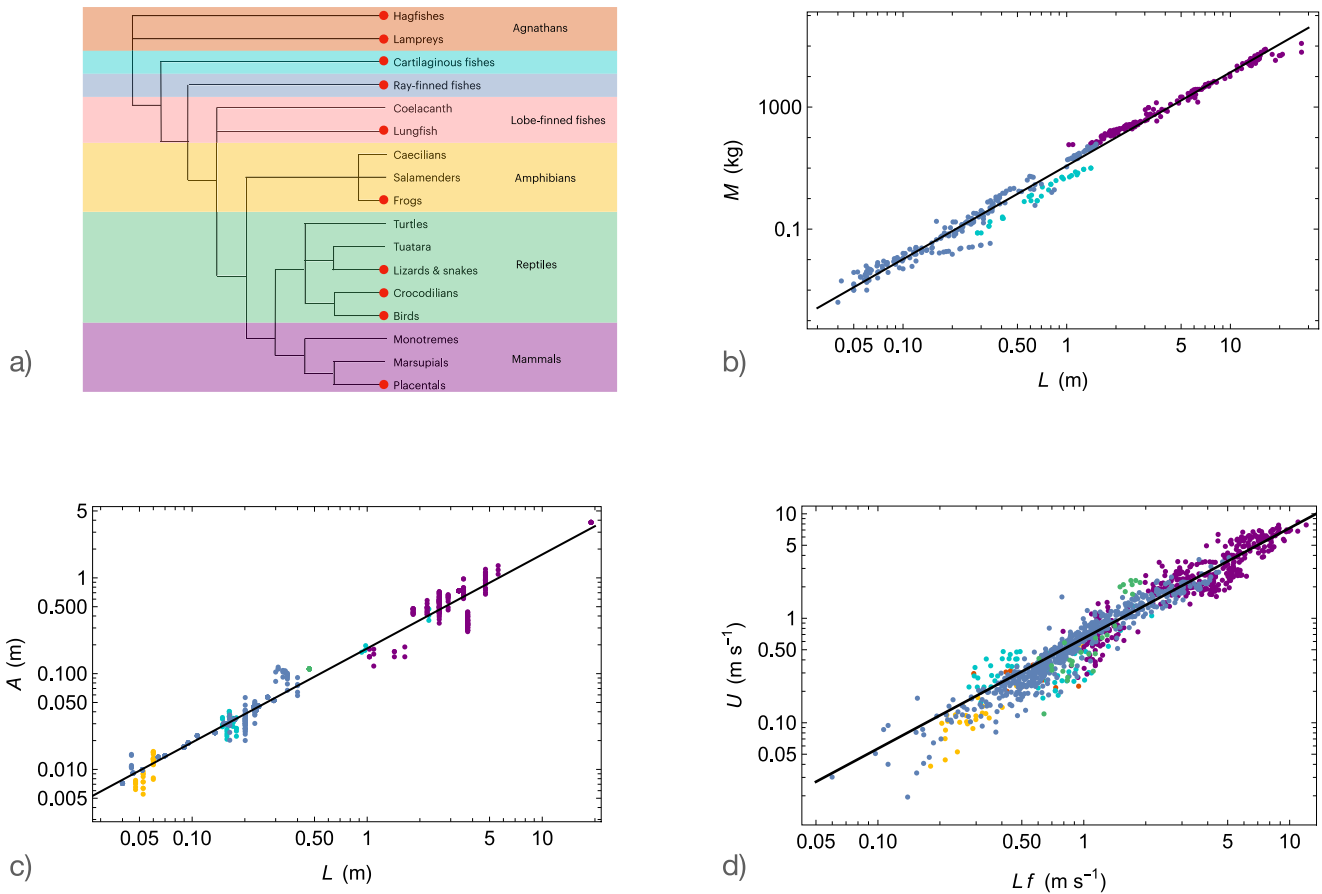 Hagfishes
Agnathans
Lampreys
Cartilaginous fishes
Ray-finned fishes
Coelacanth
Lobe-finned fishes
Lungfish
Caecilians
Salamenders
Amphibians
Frogs
Turtles
Tuatara
Reptiles
Lizards & snakes
Crocodilians
Birds
Monotremes
Marsupials
Mammals
Placentals
a)
1000
0.1
M (kg)
0.05 0.10 0.50 1 5 10
L (m)
b)
5
1
0.500
0.100
0.050
0.010
0.005
A (m)
0.05 0.10 0.50 1 5 10
L (m)
c)
10
5
1
0.50
0.10
0.05
U (m s⁻¹)
0.10 0.50 1 5 10
L f (m s⁻¹)
d)